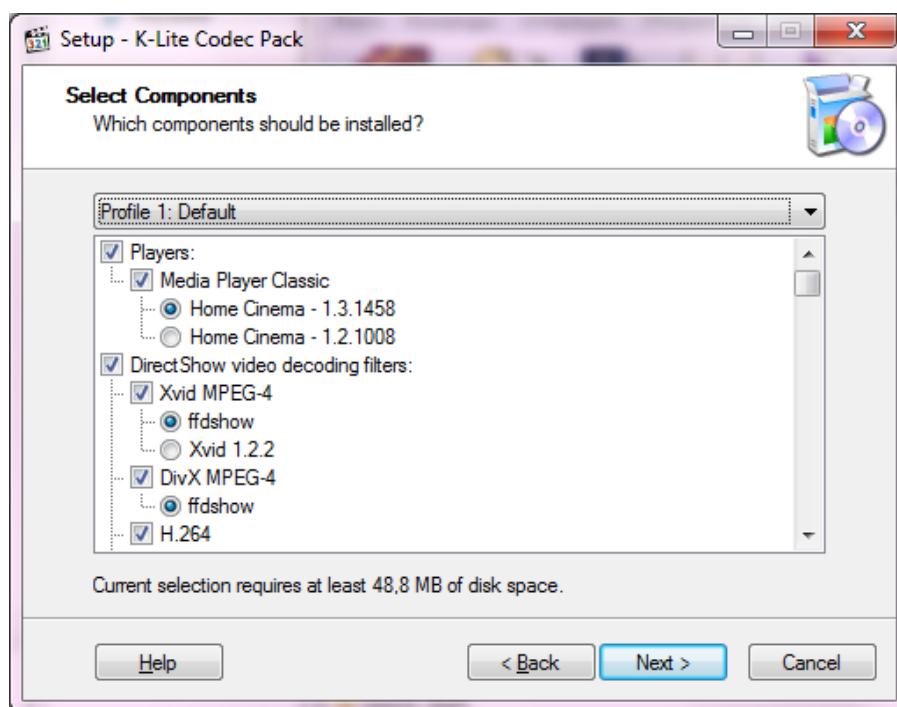 Setup - K-Lite Codec Pack
Select Components
Which components should be installed?
Profile 1: Default
Players:
Media Player Classic
Home Cinema - 1.3.1458
Home Cinema - 1.2.1008
DirectShow video decoding filters:
Xvid MPEG-4
ffdshow
Xvid 1.2.2
DivX MPEG-4
ffdshow
H.264
Current selection requires at least 48,8 MB of disk space.
Help
< Back
Next >
Cancel